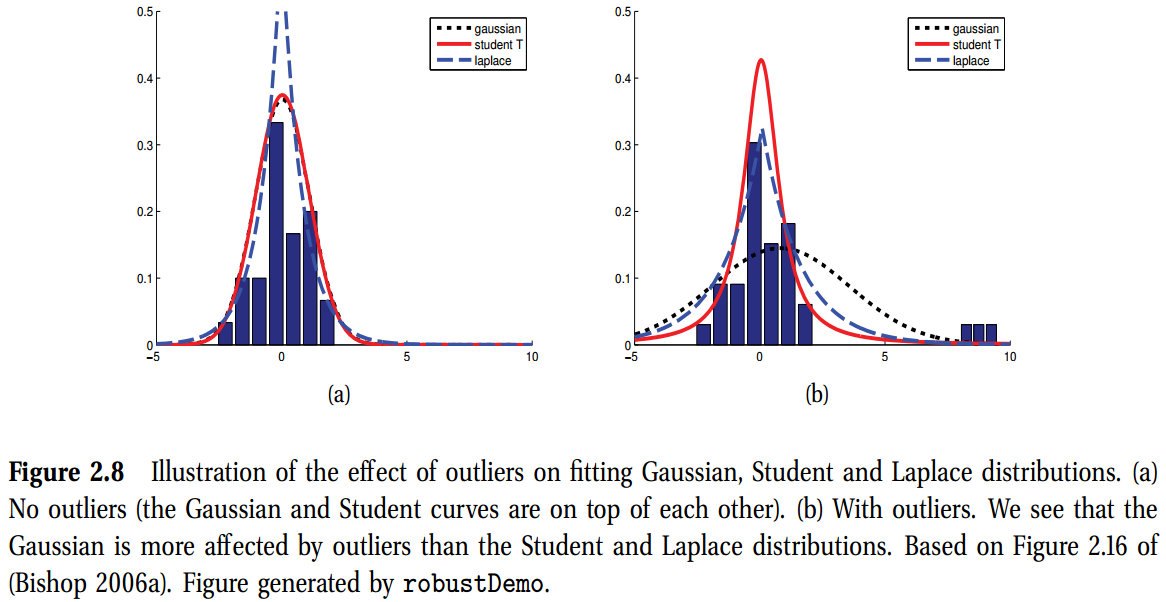 0.5
0.4
0.3
0.2
0.1
0
−5
0
5
10
gaussian
student T
laplace
(a)
0.5
0.4
0.3
0.2
0.1
0
−5
0
5
10
gaussian
student T
laplace
(b)
Figure 2.8 Illustration of the effect of outliers on fitting Gaussian, Student and Laplace distributions. (a)
No outliers (the Gaussian and Student curves are on top of each other). (b) With outliers. We see that the
Gaussian is more affected by outliers than the Student and Laplace distributions. Based on Figure 2.16 of
(Bishop 2006a). Figure generated by robustDemo.